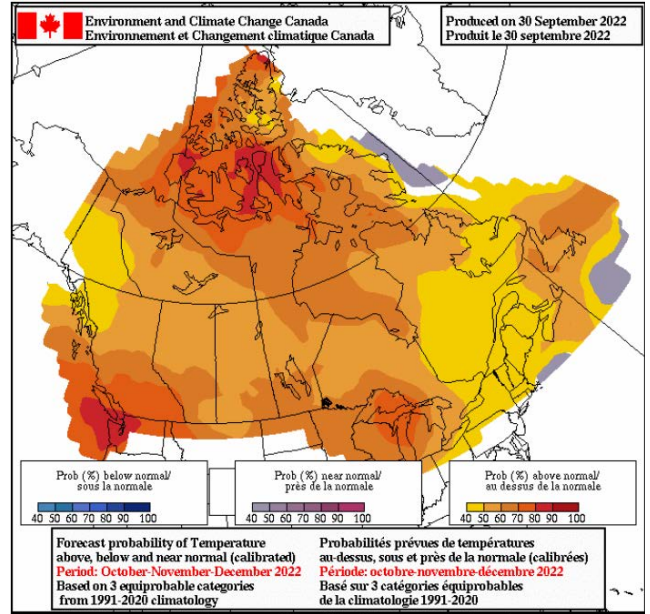 Environment and Climate Change Canada
Environnement et Changement climatique Canada
Produced on 30 September 2022
Produit le 30 septembre 2022
Prob (%) below normal/
sous la normale
40 50 60 70 80 90 100
Prob (%) near normal/
près de la normale
40 50 60 70 80 90 100
Prob (%) above normal/
au dessus de la normale
40 50 60 70 80 90 100
Forecast probability of Temperature
above, below and near normal (calibrated)
Period: October-November-December 2022
Based on 3 equiprobable categories
from 1991-2020 climatology
Probabilités prévues de températures
au-dessus, sous et près de la normale (calibrées)
Période: octobre-novembre-décembre 2022
Basé sur 3 catégories équiprobables
de la climatologie 1991-2020